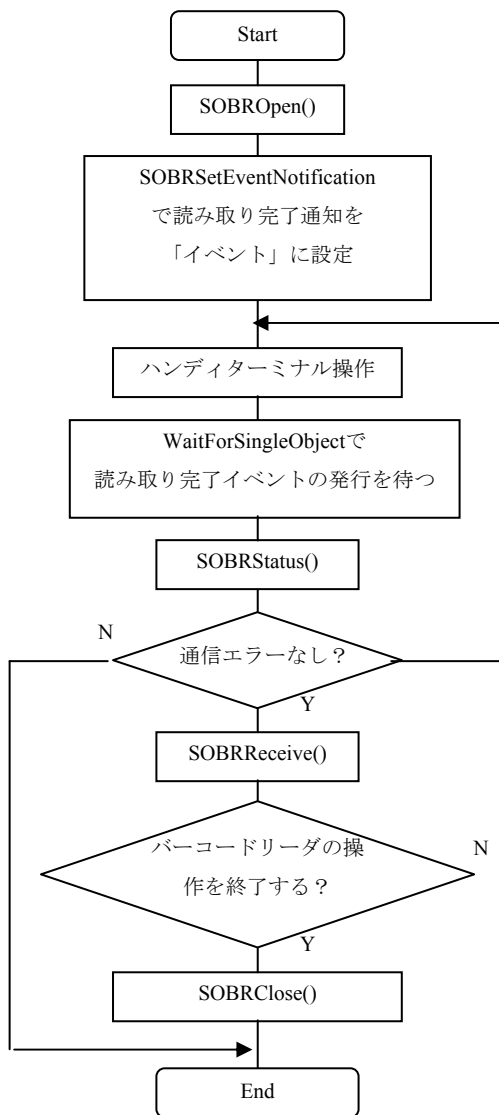 Start
SOBROpen()
SOBRSetEventNotification
で読み取り完了通知を
「イベント」に設定
ハンディターミナル操作
WaitForSingleObjectで
読み取り完了イベントの発行を待つ
SOBRStatus()
N
通信エラーなし？
Y
SOBRReceive()
バーコードリーダの操
N
作を終了する？
Y
SOBRClose()
End